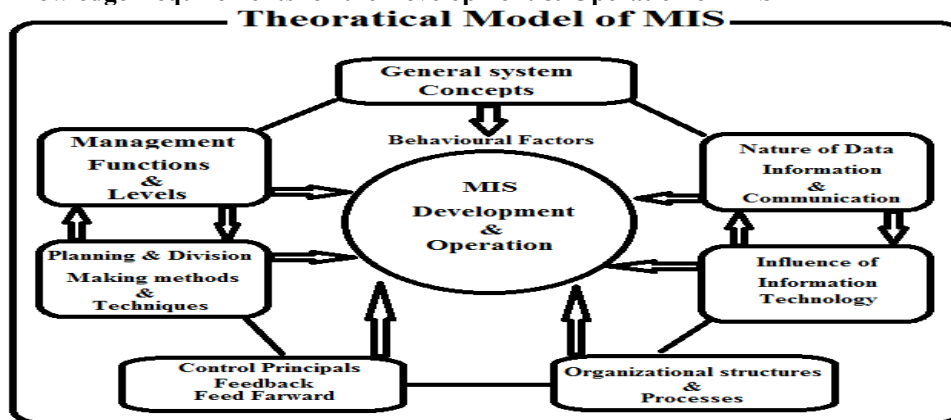 Theoratical Model of MIS
General system
Concepts
Behavioural Factors
Management
Functions
&
Levels
Nature of Data
Information
&
Communication
MIS
Development
&
Operation
Planning & Division
Making methods
&
Techniques
Influence of
Information
Technology
Control Principals
Feedback
Feed Farward
Organizational structures
&
Processes